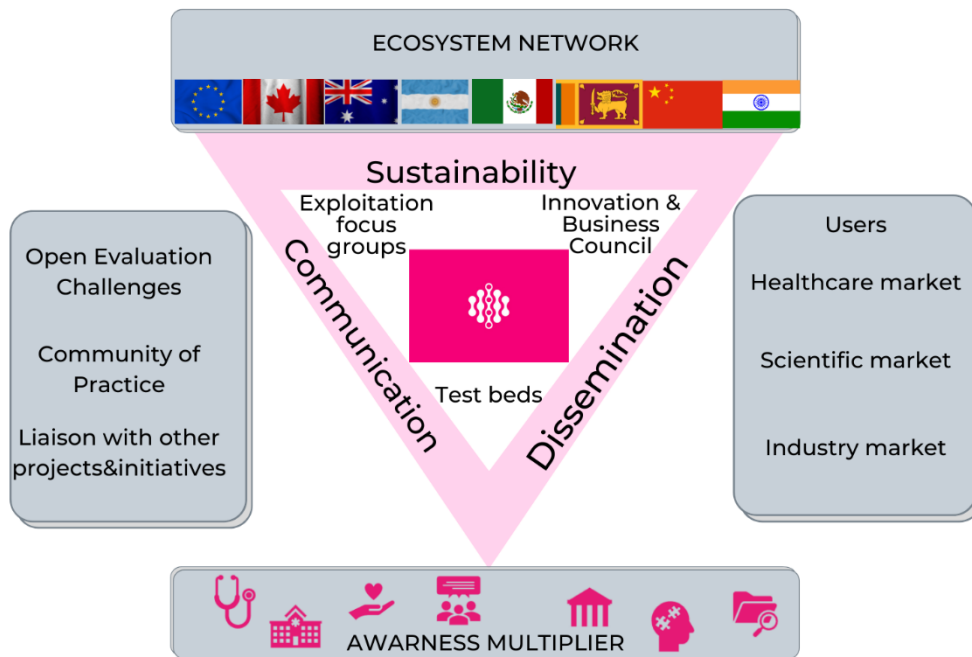 ECOSYSTEM NETWORK
Sustainability
Exploitation
focus
groups
Innovation &
Business
Council
Communication
Dissemination
Test beds
Open Evaluation
Challenges
Community of
Practice
Liaison with other
projects&initiatives
Users
Healthcare market
Scientific market
Industry market
AWARNESS MULTIPLIER